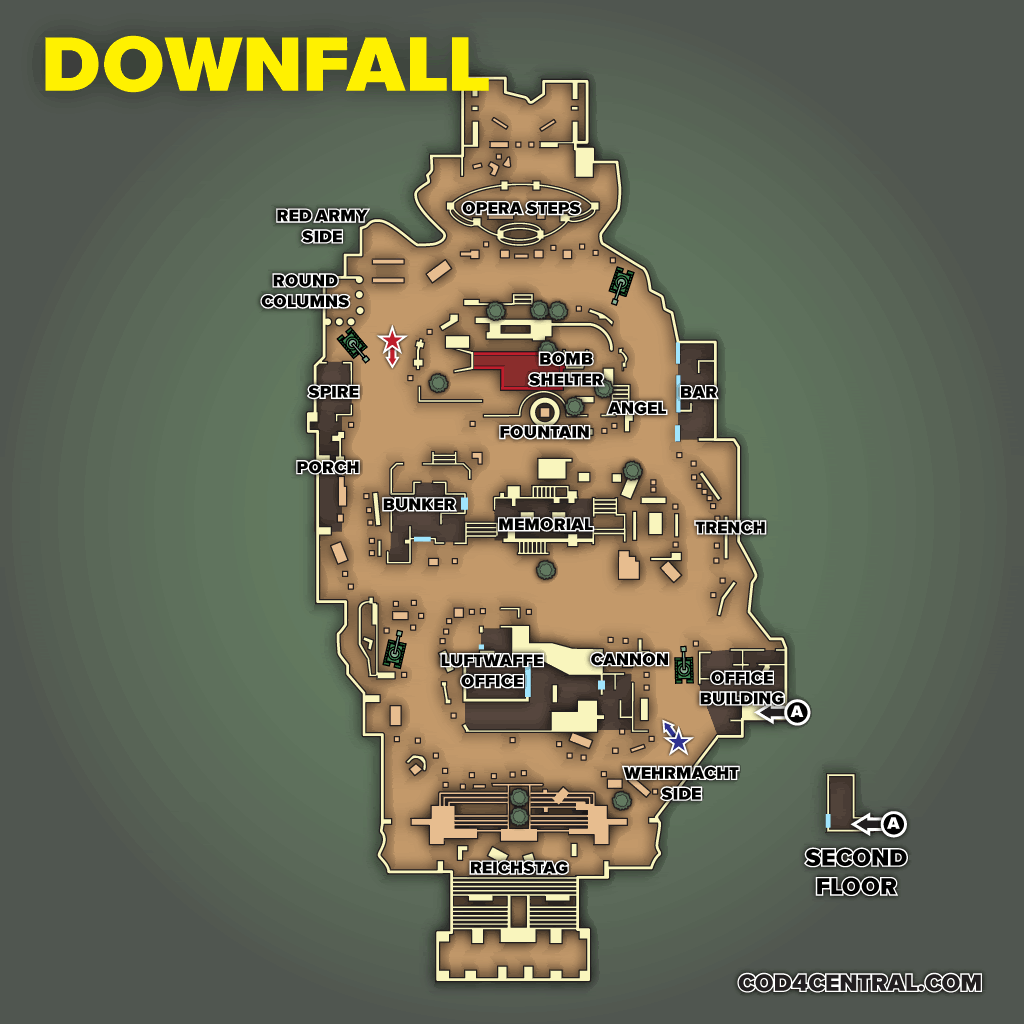 DOWNFALL
OPERA STEPS
RED ARMY
SIDE
ROUND
COLUMNS
BOMB
SHELTER
SPIRE
BAR
ANGEL
FOUNTAIN
PORCH
BUNKER
MEMORIAL
TRENCH
LUFTWAFFE
OFFICE
CANNON
OFFICE
BUILDING
A
WEHRMACHT
SIDE
A
SECOND
FLOOR
REICHSTAG
COD4CENTRAL.COM